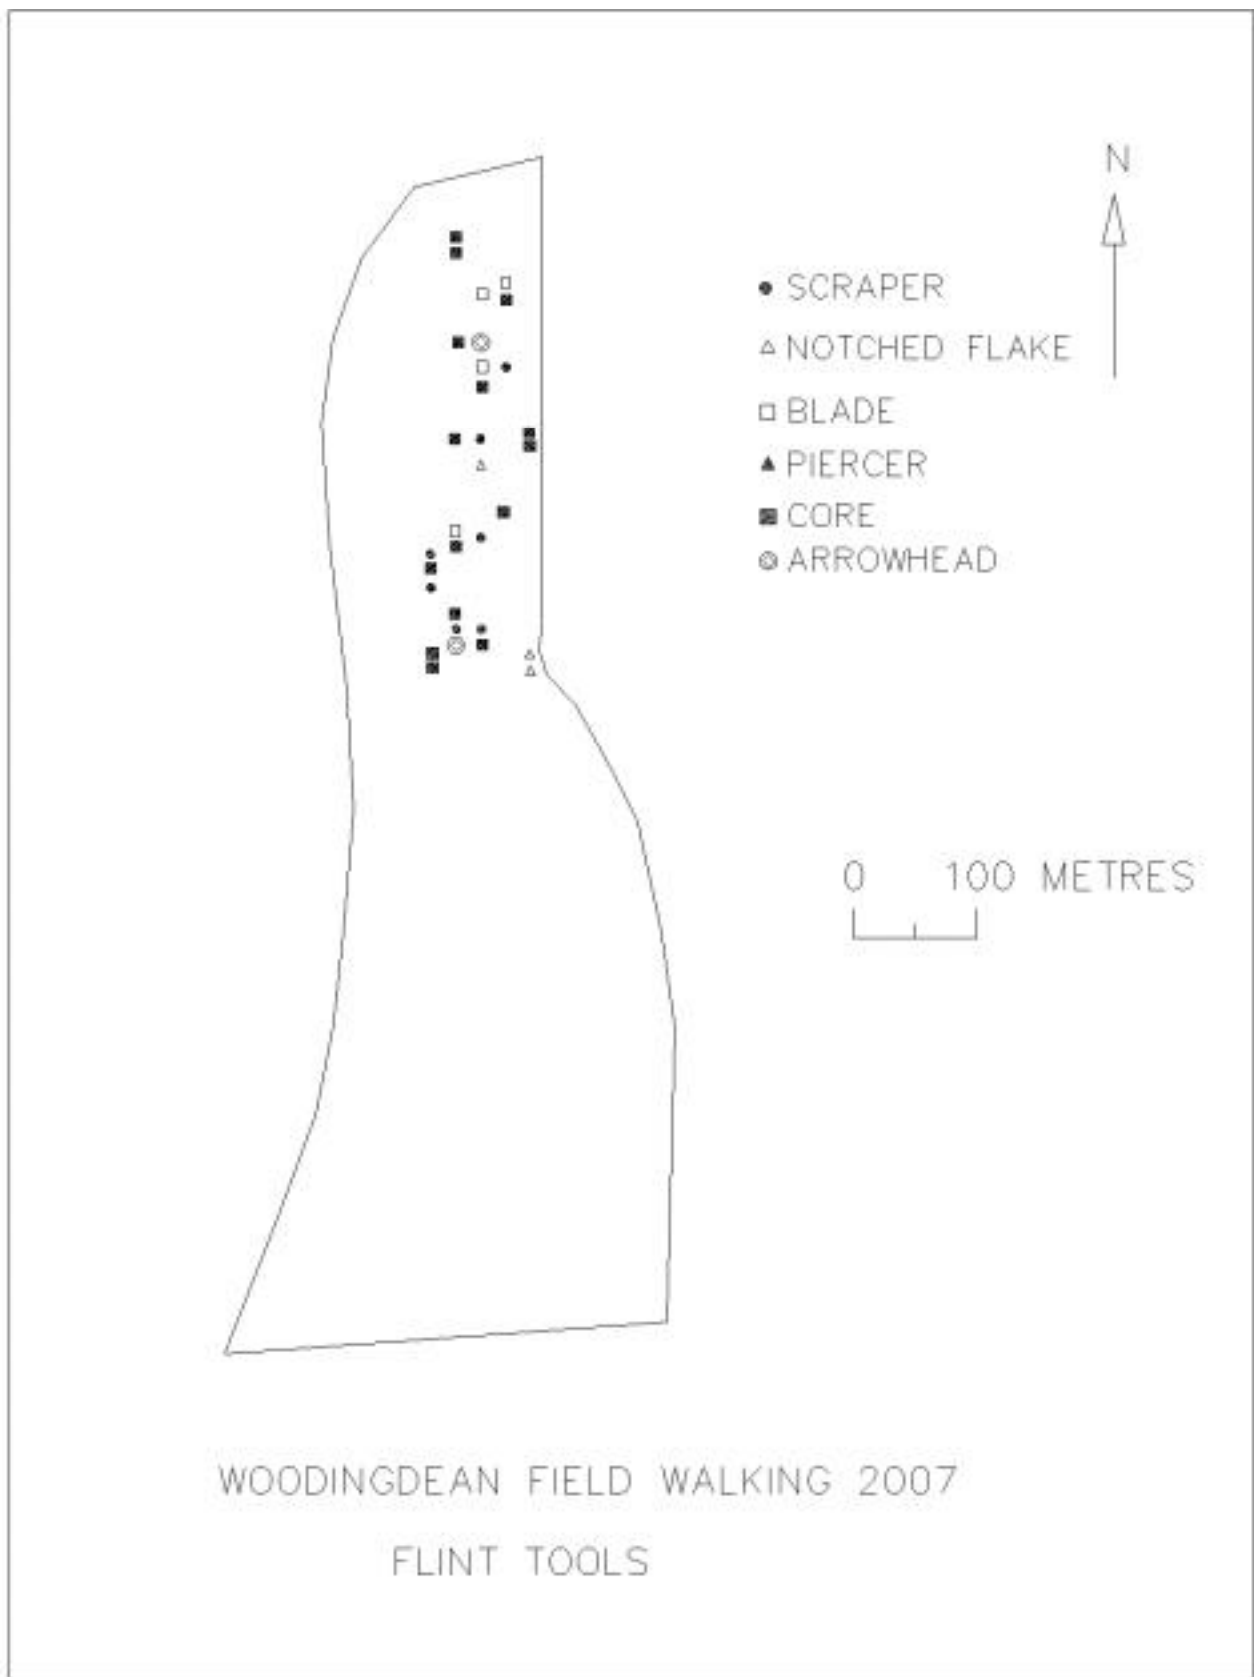 N
SCRAPER
NOTCHED FLAKE
BLADE
PIERCER
CORE
ARROWHEAD
0 100 METRES
WOODINGDEAN FIELD WALKING 2007
FLINT TOOLS